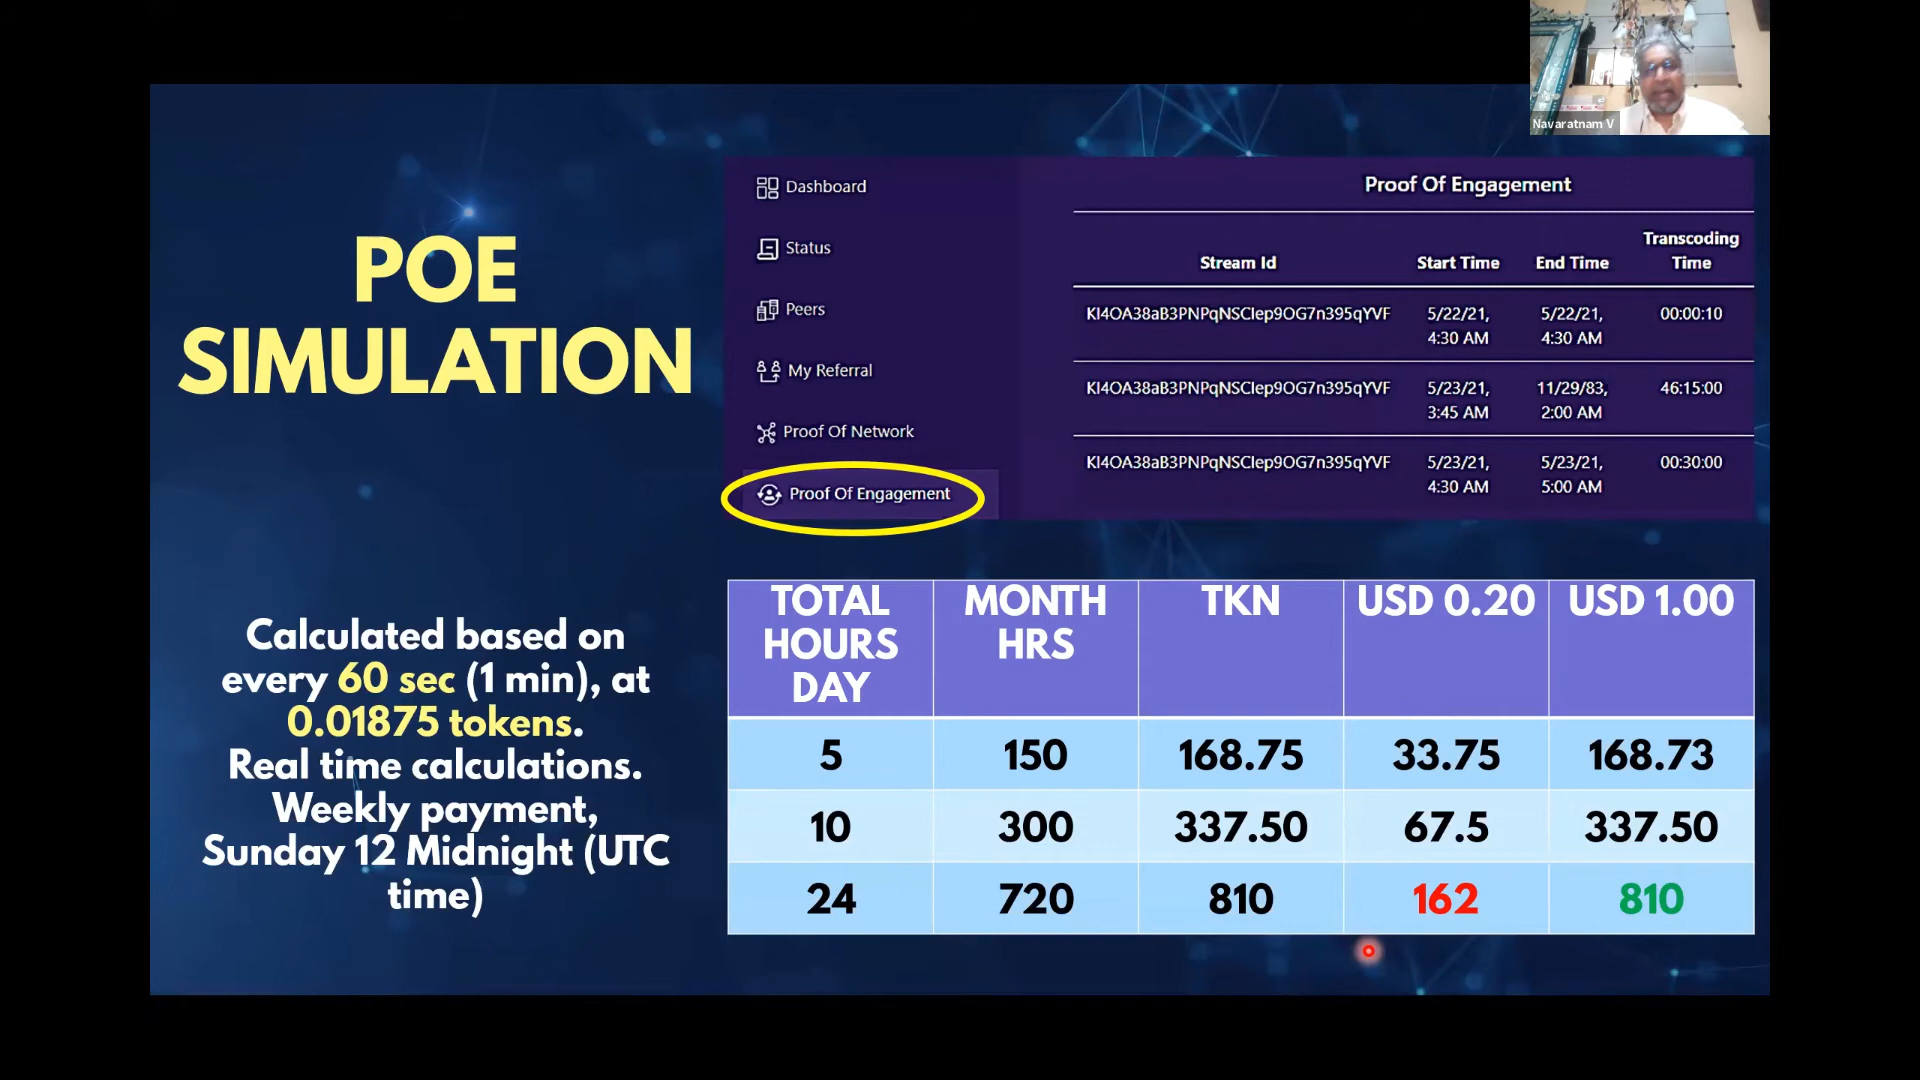 Navaratnam V
POE
SIMULATION
Calculated based on
every 60 sec (1 min), at
0.01875 tokens.
Real time calculations.
Weekly payment,
Sunday 12 Midnight (UTC
time)
Dashboard
Status
Peers
My Referral
Proof Of Network
Proof Of Engagement
Proof Of Engagement
Stream Id Start Time End Time Transcoding Time
KI4OA38aB3PNPqNSCIep9OG7n395qYVF 5/22/21, 4:30 AM 5/22/21, 4:30 AM 00:00:10
KI4OA38aB3PNPqNSCIep9OG7n395qYVF 5/23/21, 3:45 AM 11/29/83, 2:00 AM 46:15:00
KI4OA38aB3PNPqNSCIep9OG7n395qYVF 5/23/21, 4:30 AM 5/23/21, 5:00 AM 00:30:00
TOTAL HOURS DAY MONTH HRS TKN USD 0.20 USD 1.00
5 150 168.75 33.75 168.73
10 300 337.50 67.5 337.50
24 720 810 162 810